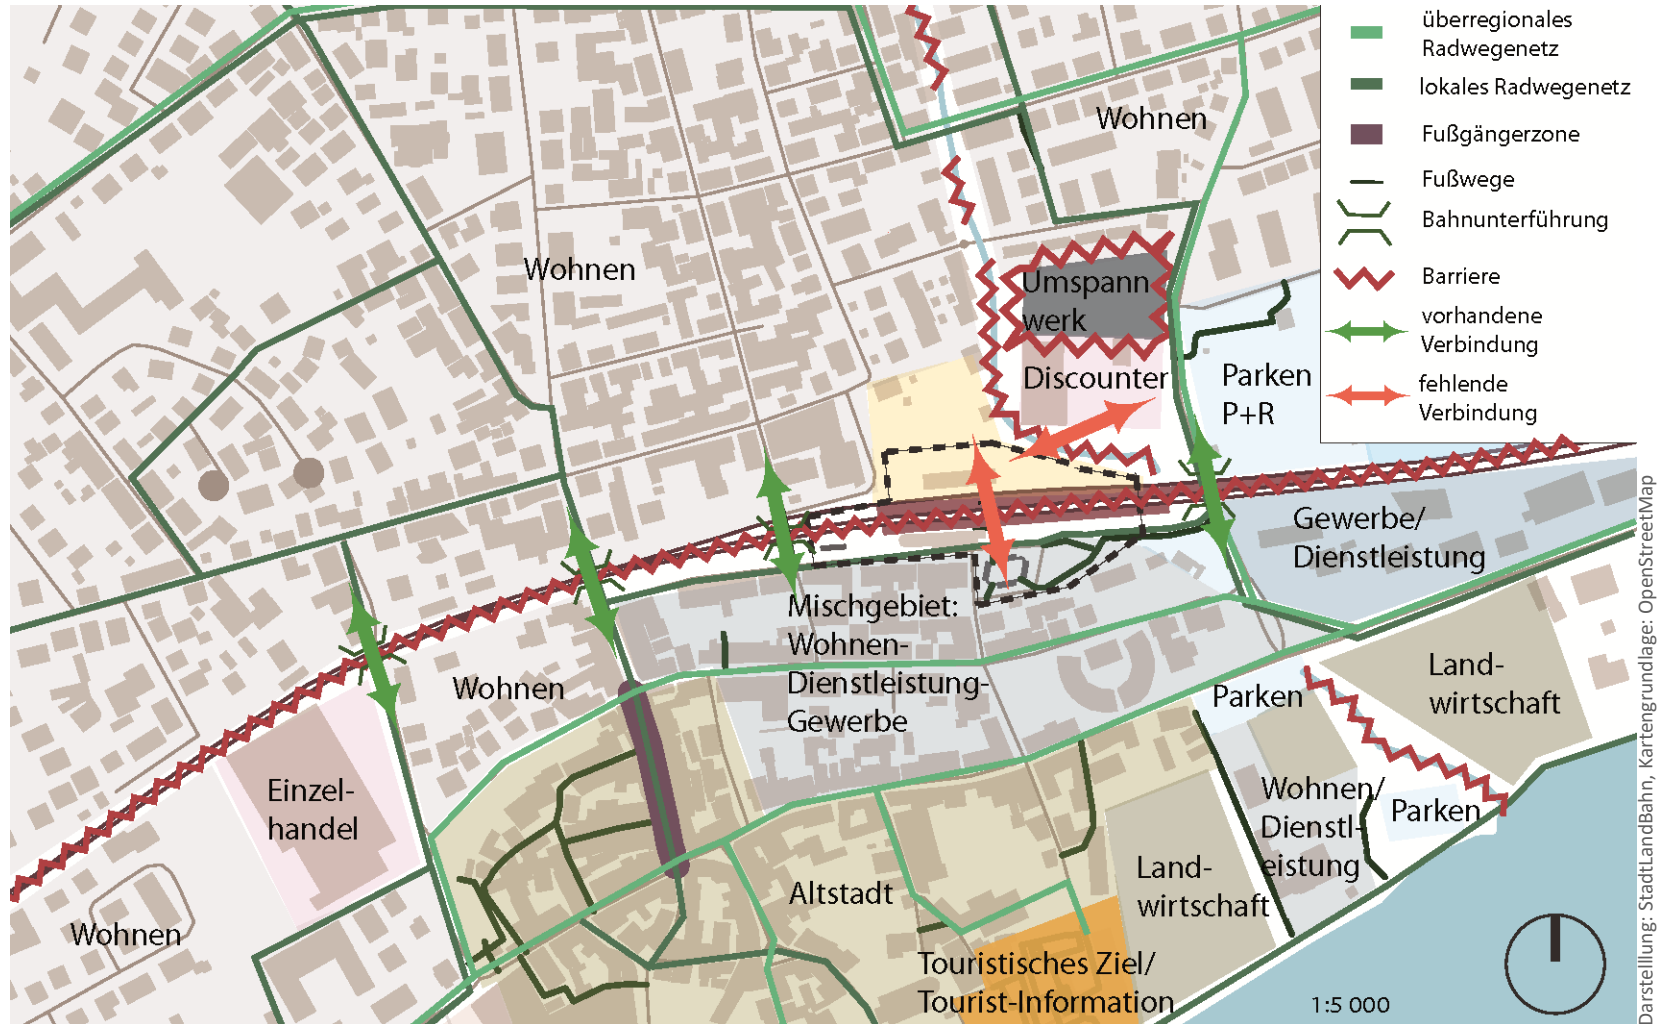 überregionales
Radwegenetz
lokales Radwegenetz
Fußgängerzone
Fußwege
Bahnunterführung
Barriere
vorhandene
Verbindung
fehlende
Verbindung
Wohnen
Wohnen
Umspann
werk
Discounter
Parken
P+R
Gewerbe/
Dienstleistung
Mischgebiet:
Wohnen-
Dienstleistung-
Gewerbe
Wohnen
Land-
wirtschaft
Parken
Einzel-
handel
Wohnen/
Dienstl-
eistung
Parken
Altstadt
Land-
wirtschaft
Wohnen
Touristisches Ziel/
Tourist-Information
1:5 000
Darstelllung: StadtLandBahn, Kartengrundlage: OpenStreetMap